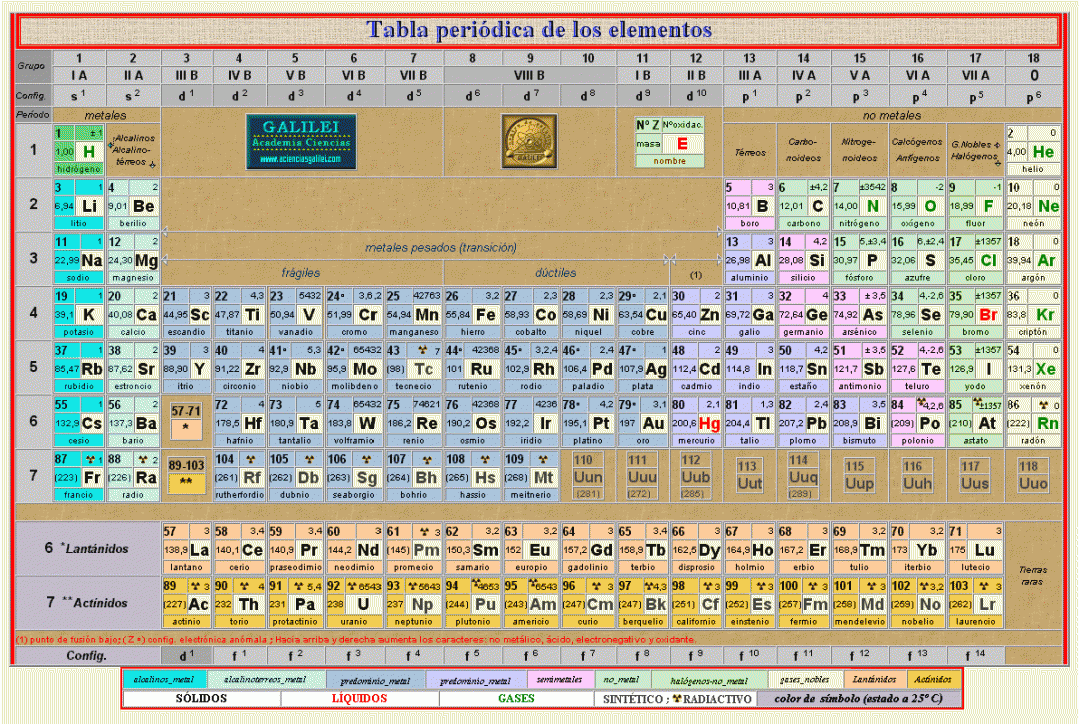 Tabla periódica de los elementos
Grupo 1 2 3 4 5 6 7 8 9 10 11 12 13 14 15 16 17 18
I A II A III B IV B V B VI B VII B VIII B I B II B III A IV A V A VI A VII A 0
Config. s 1 s 2 d 1 d 2 d 3 d 4 d 5 d 6 d 7 d 8 d 9 d 10 p 1 p 2 p 3 p 4 p 5 p 6
Período metales no metales
GALILEI
Academia Ciencias
www.acienciasgalilei.com
GALILEI
Nº Z Nºoxidac.
masa E
nombre
Alcalinos
Alcalino-
térreos
Térreos
Carbo-
noideos
Nitroge-
noideos
Calcógenos
Anfígenos
G.Nobles
Halógenos
1
1 ±1 2 0
1,00 H 4,00 He
hidrógeno helio
2
3 1 4 2 5 3 6 ±4,2 7 ±3542 8 -2 9 -1 10 0
6,94 Li 9,01 Be 10,81 B 12,01 C 14,00 N 15,99 O 18,99 F 20,18 Ne
litio berilio boro carbono nitrógeno oxígeno fluor neón
metales pesados (transición)
frágiles dúctiles (1)
3
11 1 12 2 13 3 14 4,2 15 5,±3,4 16 6,±2,4 17 ±1357 18 0
22,99 Na 24,30 Mg 26,98 Al 28,08 Si 30,97 P 32,06 S 35,45 Cl 39,94 Ar
sodio magnesio aluminio silicio fósforo azufre cloro argón
4
19 1 20 2 21 3 22 4,3 23 5432 24 3,6,2 25 42763 26 3,2 27 2,3 28 2,3 29 2,1 30 2 31 3 32 4 33 ±3,5 34 4,-2,6 35 ±1357 36 0
39,1 K 40,08 Ca 44,95 Sc 47,87 Ti 50,94 V 51,99 Cr 54,94 Mn 55,84 Fe 58,93 Co 58,69 Ni 63,54 Cu 65,40 Zn 69,72 Ga 72,64 Ge 74,92 As 78,96 Se 79,90 Br 83,8 Kr
potasio calcio escandio titanio vanadio cromo manganeso hierro cobalto niquel cobre cinc galio germanio arsénico selenio bromo criptón
5
37 1 38 2 39 3 40 4 41 5,3 42 65432 43 7 44 42368 45 3,2,4 46 2,4 47 1 48 2 49 3 50 4,2 51 ±3,5 52 4,-2,6 53 ±1357 54 0
85,47 Rb 87,62 Sr 88,90 Y 91,22 Zr 92,9 Nb 95,9 Mo (98) Tc 101 Ru 102,9 Rh 106,4 Pd 107,9 Ag 112,4 Cd 114,8 In 118,7 Sn 121,7 Sb 127,6 Te 126,9 I 131,3 Xe
rubidio estroncio itrio circonio niobio molibdeno tecnecio rutenio rodio paladio plata cadmio indio estaño antimonio teluro yodo xenón
6
55 1 56 2 57-71 72 4 73 5 74 65432 75 74621 76 42368 77 4236 78 4,2 79 3,1 80 2,1 81 1,3 82 2,4 83 3,5 84 4,2,6 85 ±1357 86 0
132,9 Cs 137,3 Ba * 178,5 Hf 180,9 Ta 183,8 W 186,2 Re 190,2 Os 192,2 Ir 195,1 Pt 197 Au 200,6 Hg 204,4 Tl 207,2 Pb 208,9 Bi (209) Po (210) At (222) Rn
cesio bario hafnio tantalio volframio renio osmio iridio platino oro mercurio talio plomo bismuto polonio astato radón
7
87 1 88 2 89-103 104 105 106 107 108 109 110 111 112 113 114 115 116 117 118
(223) Fr (226) Ra ** (261) Rf (262) Db (263) Sg (264) Bh (265) Hs (268) Mt Uun Uuu Uub Uut Uuq Uup Uuh Uus Uuo
francio radio rutherfordio dubnio seaborgio bohrio hassio meitnerio (281) (272) (285) (289)
6 *Lantánidos
57 3 58 3,4 59 3,4 60 3 61 3 62 3,2 63 3,2 64 3 65 3,4 66 3 67 3 68 3 69 3,2 70 3,2 71 3
138,9 La 140,1 Ce 140,9 Pr 144,2 Nd (145) Pm 150,3 Sm 152 Eu 157,2 Gd 158,9 Tb 162,5 Dy 164,9 Ho 167,2 Er 168,9 Tm 173 Yb 175 Lu
lantano cerio praseodimio neodimio promecio samario europio gadolinio terbio disprosio holmio erbio tulio iterbio lutecio
Tierras
raras
7 **Actínidos
89 3 90 4 91 5,4 92 6543 93 5643 94 4653 95 6543 96 3 97 4,3 98 3 99 3 100 3 101 3 102 3,2 103 3
(227) Ac 232 Th 231 Pa 238 U 237 Np (244) Pu (243) Am (247) Cm (247) Bk (251) Cf (252) Es (257) Fm (258) Md (259) No (262) Lr
actinio torio protactinio uranio neptunio plutonio americio curio berquelio californio einstenio fermio mendelevio nobelio laurencio
(1) punto de fusión bajo; ( Z ∗) config. electrónica anómala ; Hacia arriba y derecha aumenta los caracteres: no metálico, ácido, electronegativo y oxidante.
Config. d 1 f 1 f 2 f 3 f 4 f 5 f 6 f 7 f 8 f 9 f 10 f 11 f 12 f 13 f 14
alcalinos_metal alcalinoterreos_metal predominio_metal predominio_metal semimetales no_metal halógenos-no_metal gases_nobles Lantánidos Actínidos
SÓLIDOS LÍQUIDOS GASES SINTÉTICO ; RADIACTIVO color de símbolo (estado a 25º C)